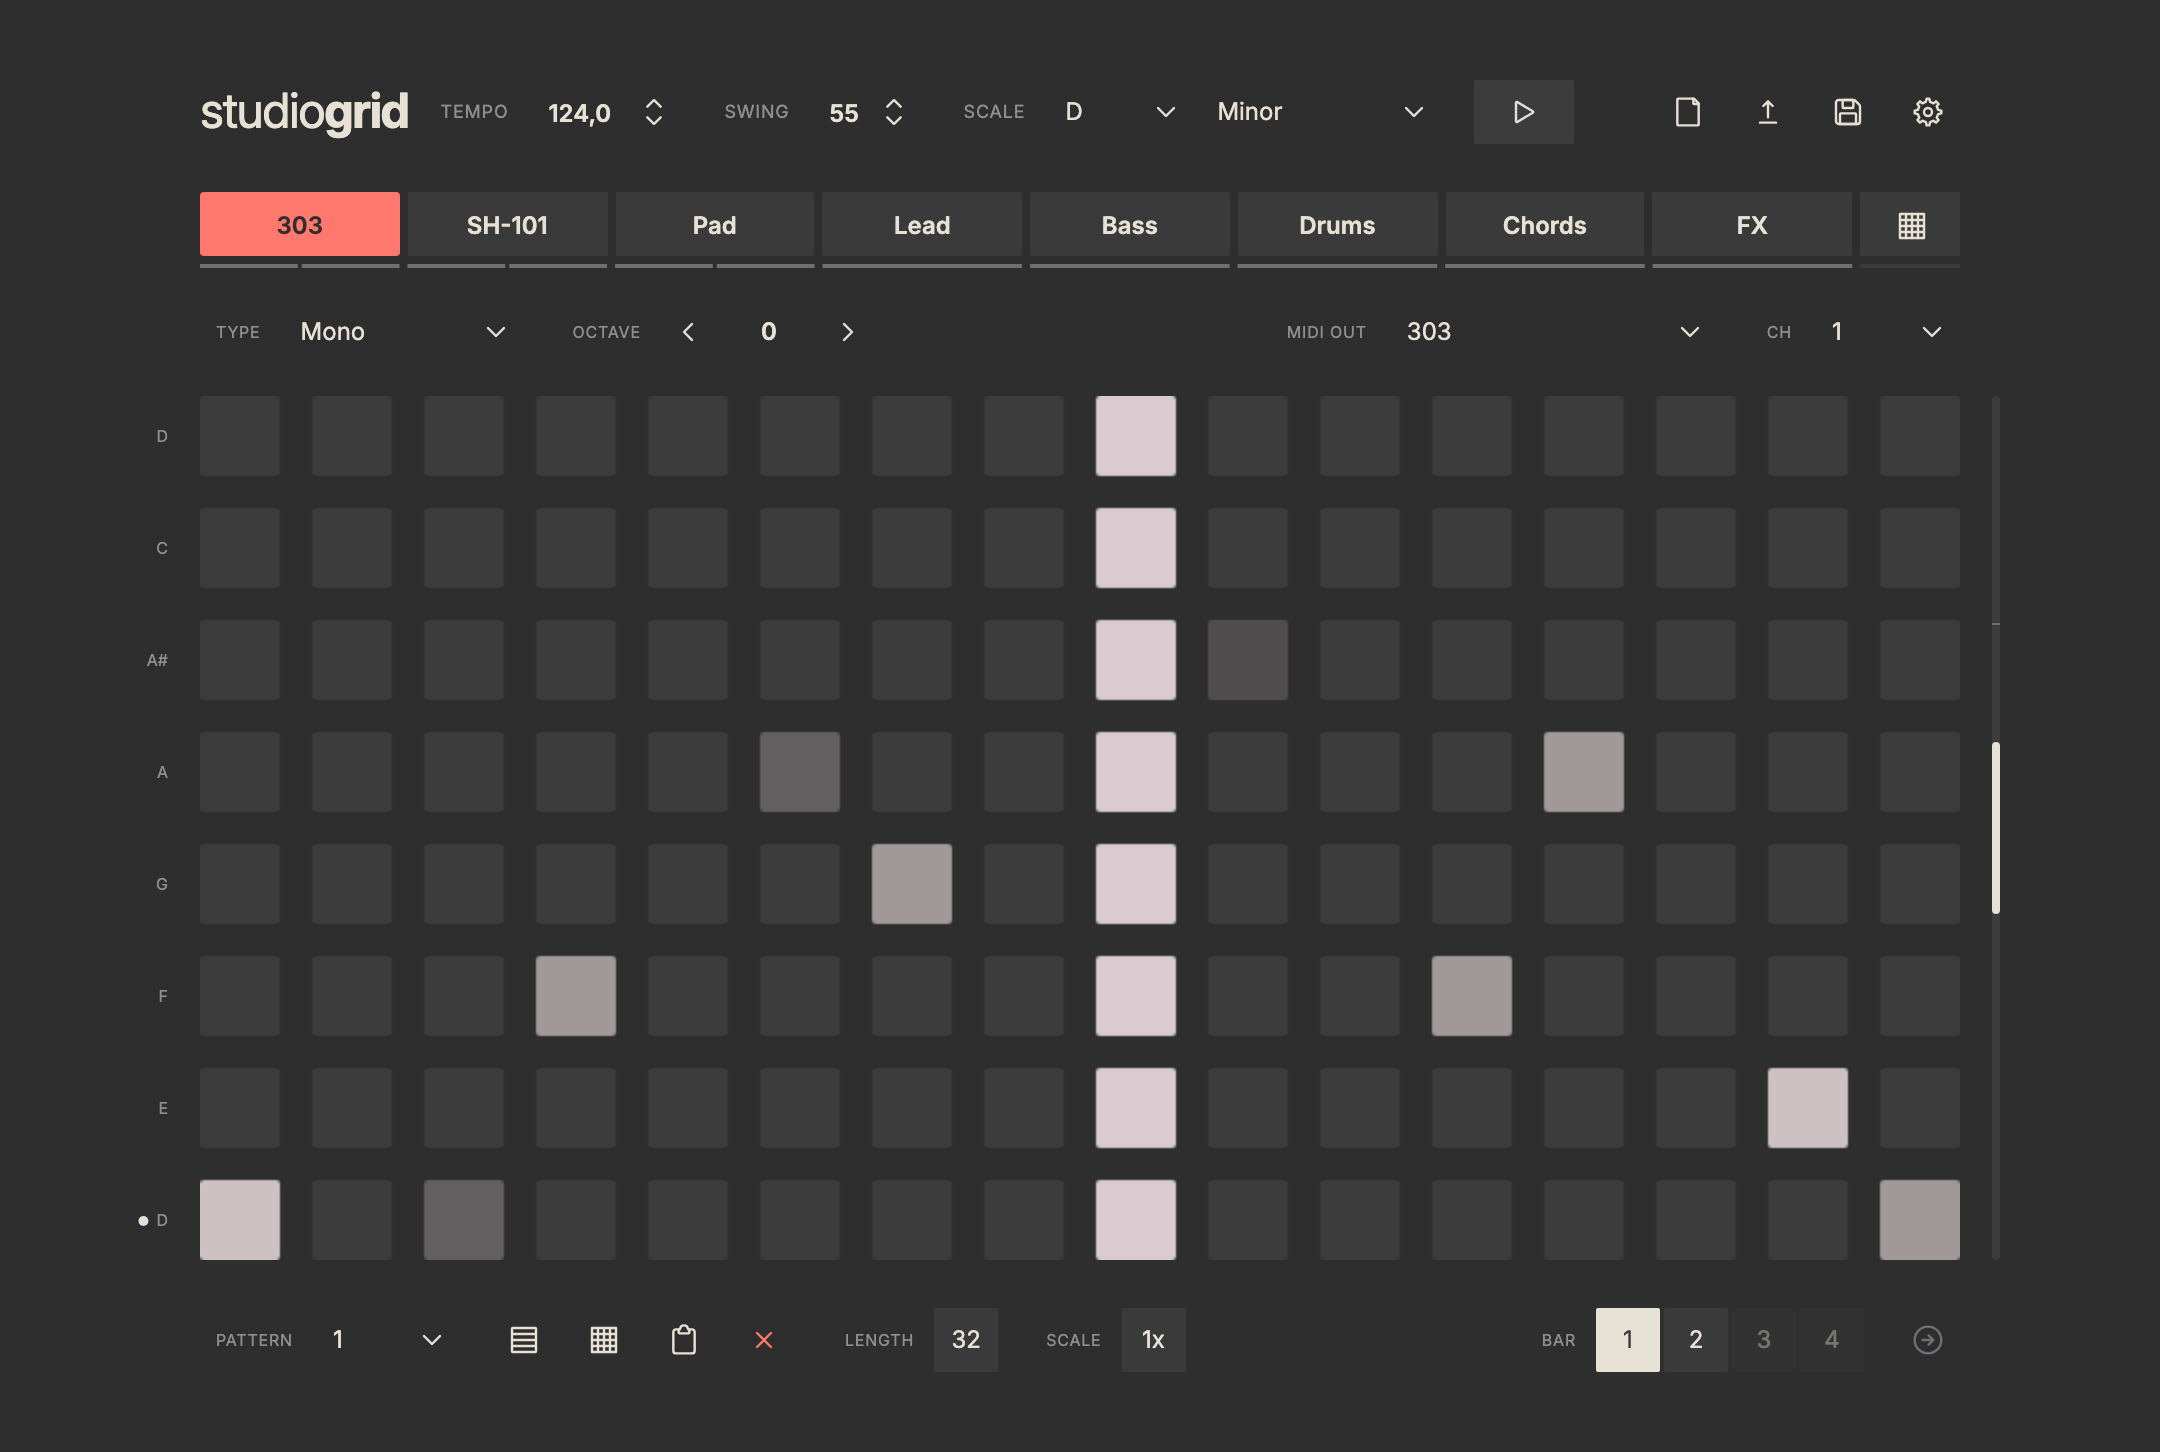 studiogrid TEMPO 124,0 SWING 55 SCALE D Minor
303 SH-101 Pad Lead Bass Drums Chords FX
TYPE Mono OCTAVE 0 MIDI OUT 303 CH 1
D
C
A#
A
G
F
E
D
PATTERN 1 LENGTH 32 SCALE 1x BAR 1 2 3 4